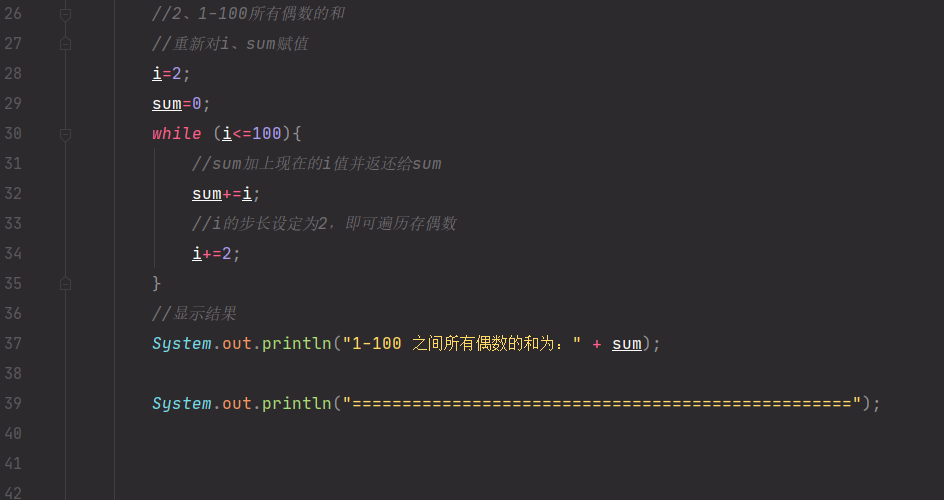 26 //2、1-100所有偶数的和
27 //重新对i、sum赋值
28 i=2;
29 sum=0;
30 while (i<=100){
31 //sum加上现在的i值并返还给sum
32 sum+=i;
33 //i的步长设定为2，即可遍历存偶数
34 i+=2;
35 }
36 //显示结果
37 System.out.println("1-100 之间所有偶数的和为：" + sum);
38
39 System.out.println("==================================================");
40
41
42